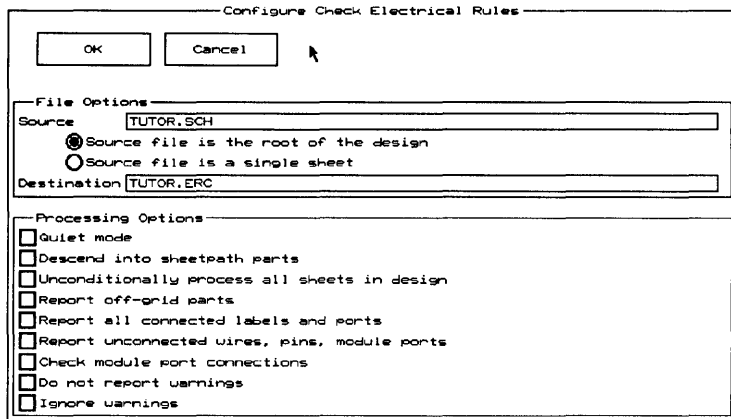 Configure Check Electrical Rules
OK Cancel
File Options
Source TUTOR.SCH
Source file is the root of the design
Source file is a single sheet
Destination TUTOR.ERC
Processing Options
Quiet mode
Descend into sheetpath parts
Unconditionally process all sheets in design
Report off-grid parts
Report all connected labels and ports
Report unconnected wires, pins, module ports
Check module port connections
Do not report warnings
Ignore warnings